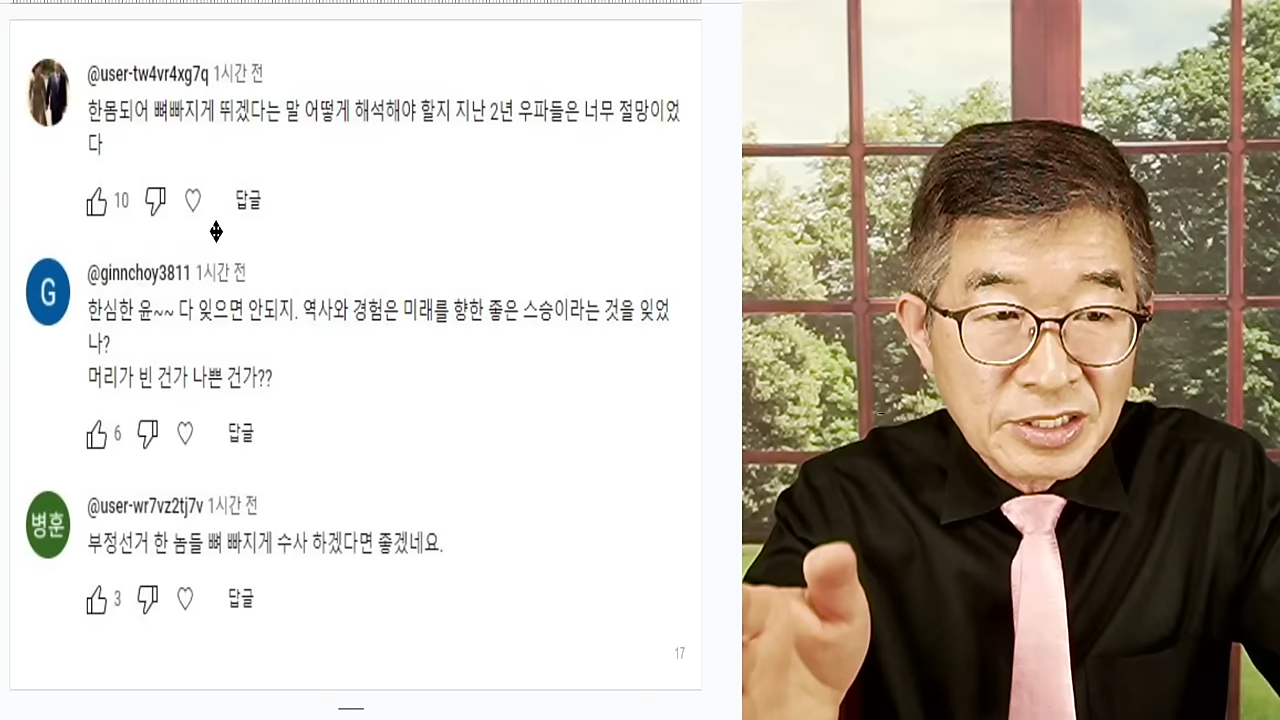 @user-tw4vr4xg7q 1시간 전
한몸되어 뼈빠지게 뛰겠다는 말 어떻게 해석해야 할지 지난 2년 우파들은 너무 절망이었
다
10 답글
G
@ginnchoy3811 1시간 전
한심한 윤~~ 다 잊으면 안되지. 역사와 경험은 미래를 향한 좋은 스승이라는 것을 잊었
나?
머리가 빈 건가 나쁜 건가??
6 답글
병훈
@user-wr7vz2tj7v 1시간 전
부정선거 한 놈들 뼈 빠지게 수사 하겠다면 좋겠네요.
3 답글
17